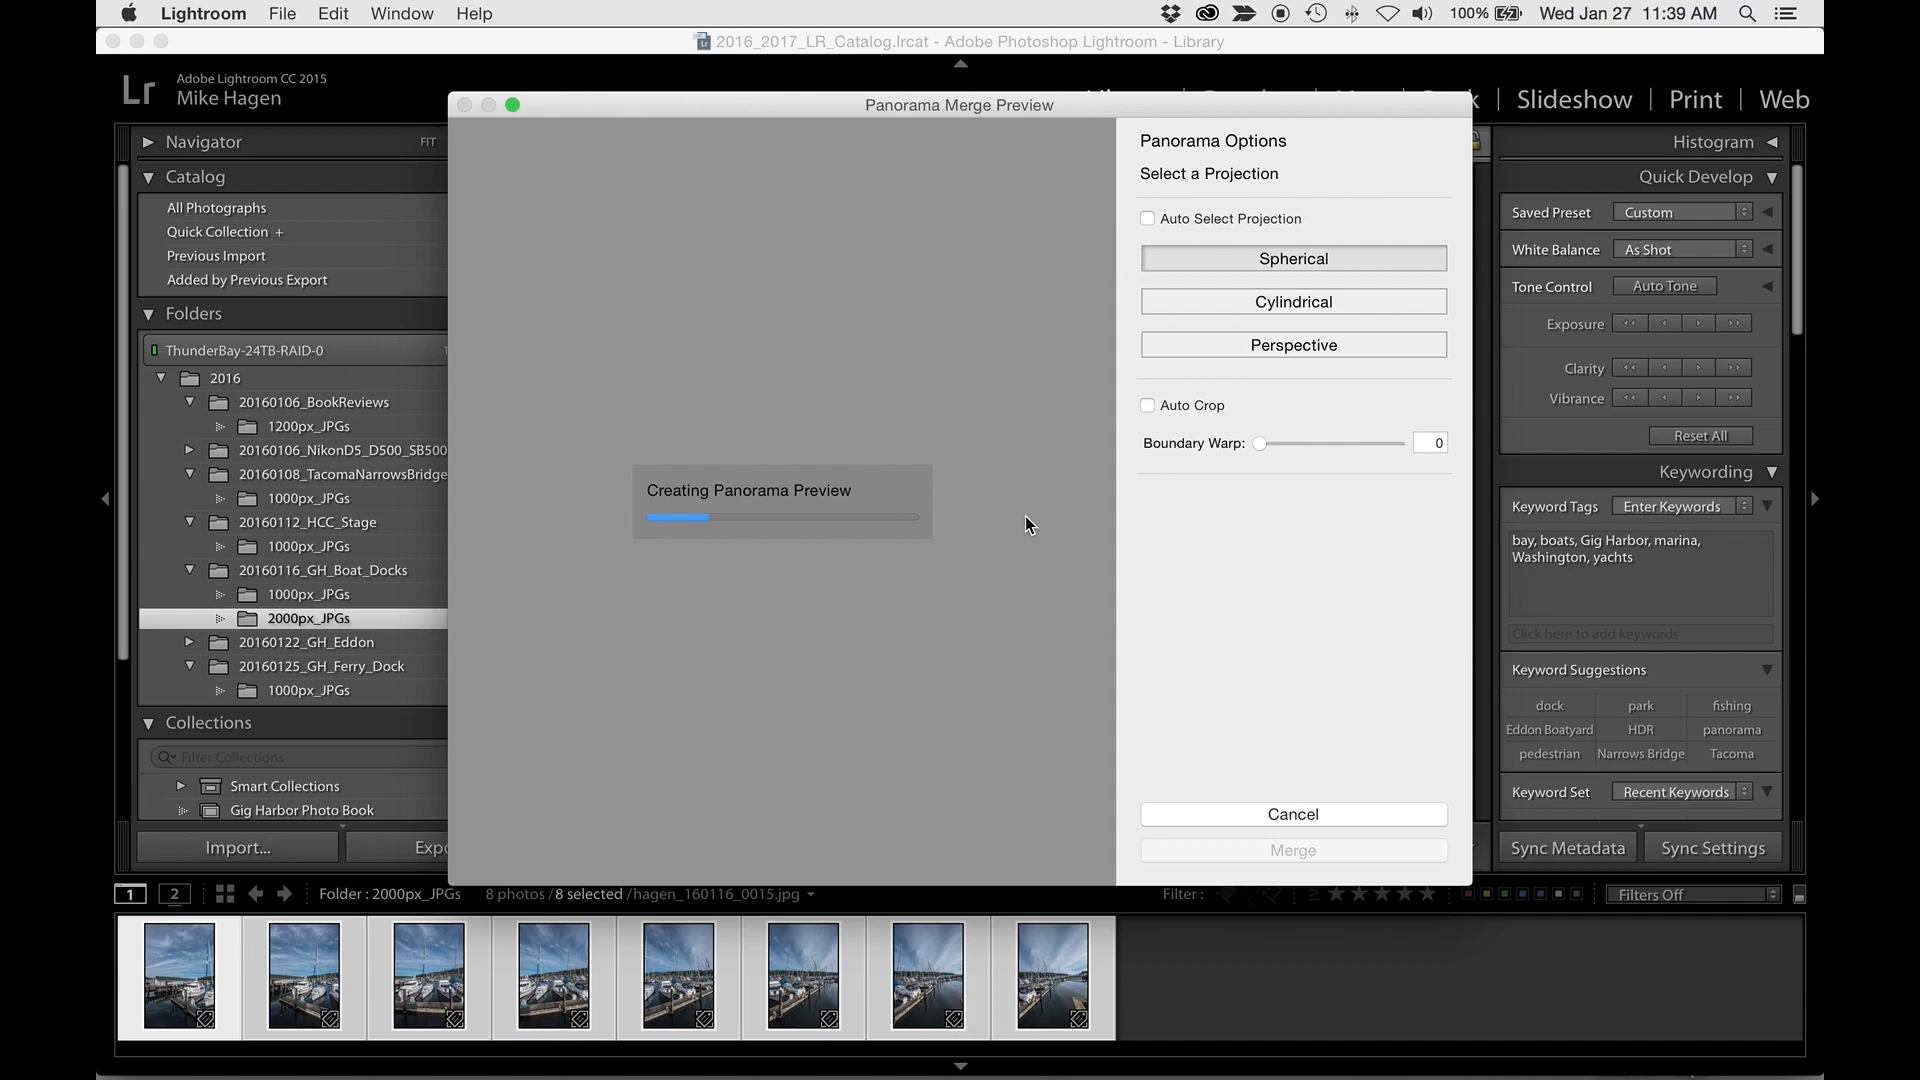 Lightroom File Edit Window Help
100% Wed Jan 27 11:39 AM
2016_2017_LR_Catalog.lrcat - Adobe Photoshop Lightroom - Library
Lr
Adobe Lightroom CC 2015
Mike Hagen
Slideshow | Print | Web
Panorama Merge Preview
Navigator FIT
Catalog
All Photographs
Quick Collection +
Previous Import
Added by Previous Export
Folders
ThunderBay-24TB-RAID-0
2016
20160106_BookReviews
1200px_JPGs
20160106_NikonD5_D500_SB500
20160108_TacomaNarrowsBridge
1000px_JPGs
20160112_HCC_Stage
1000px_JPGs
20160116_GH_Boat_Docks
1000px_JPGs
2000px_JPGs
20160122_GH_Eddon
20160125_GH_Ferry_Dock
1000px_JPGs
Collections
Filter Collections
Smart Collections
Gig Harbor Photo Book
Import...
Expo
Creating Panorama Preview
Panorama Options
Select a Projection
Auto Select Projection
Spherical
Cylindrical
Perspective
Auto Crop
Boundary Warp: 0
Cancel
Merge
Histogram
Quick Develop
Saved Preset Custom
White Balance As Shot
Tone Control Auto Tone
Exposure
Clarity
Vibrance
Reset All
Keywording
Keyword Tags Enter Keywords
bay, boats, Gig Harbor, marina,
Washington, yachts
Click here to add keywords
Keyword Suggestions
dock park fishing
Eddon Boatyard HDR panorama
pedestrian Narrows Bridge Tacoma
Keyword Set Recent Keywords
Sync Metadata Sync Settings
1 2 Folder : 2000px_JPGs 8 photos / 8 selected / hagen_160116_0015.jpg Filter : ≥ ★★★★★ Filters Off